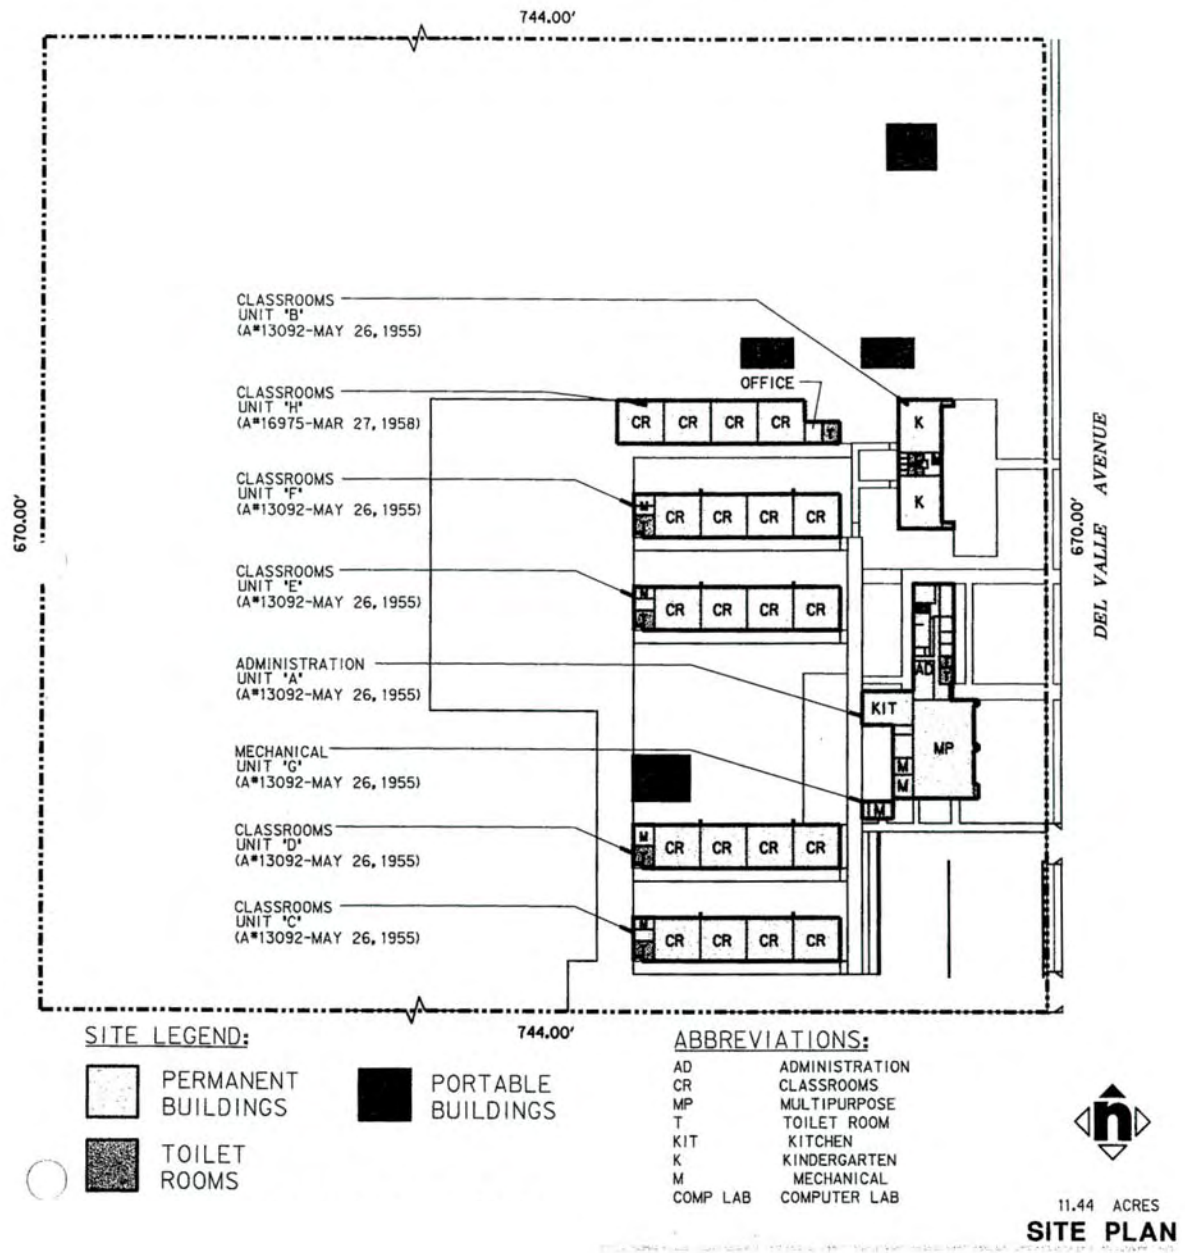 744.00'
CLASSROOMS
UNIT "B"
(A#13092-MAY 26, 1955)
OFFICE
CLASSROOMS
UNIT "H"
(A#16975-MAR 27, 1958)
CR CR CR CR T
K
K
CLASSROOMS
UNIT "F"
(A#13092-MAY 26, 1955)
M
T
CR CR CR CR
670.00'
670.00'
DEL VALLE AVENUE
CLASSROOMS
UNIT "E"
(A#13092-MAY 26, 1955)
M
T
CR CR CR CR
ADMINISTRATION
UNIT "A"
(A#13092-MAY 26, 1955)
AD
T
T
KIT
MP
M
M
MECHANICAL
UNIT "G"
(A#13092-MAY 26, 1955)
M
CLASSROOMS
UNIT "D"
(A#13092-MAY 26, 1955)
M
T
CR CR CR CR
CLASSROOMS
UNIT "C"
(A#13092-MAY 26, 1955)
M
T
CR CR CR CR
744.00'
SITE LEGEND:
PERMANENT
BUILDINGS
PORTABLE
BUILDINGS
TOILET
ROOMS
ABBREVIATIONS:
AD ADMINISTRATION
CR CLASSROOMS
MP MULTIPURPOSE
T TOILET ROOM
KIT KITCHEN
K KINDERGARTEN
M MECHANICAL
COMP LAB COMPUTER LAB
n
11.44 ACRES
SITE PLAN